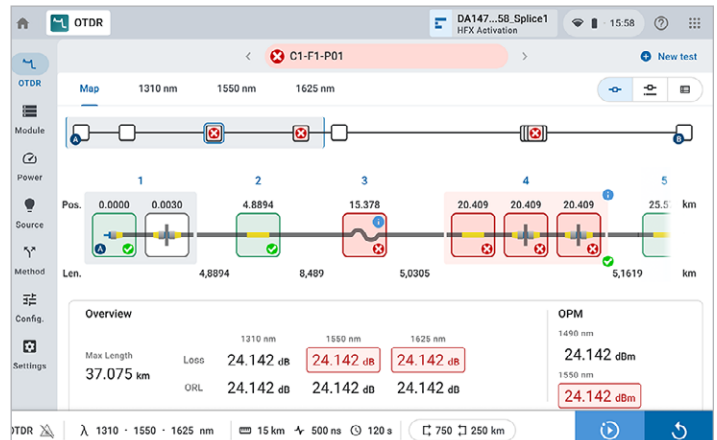 OTDR
DA147...58_Splice1
HFX Activation
15:58
C1-F1-P01
New test
OTDR
Module
Power
Source
Method
Config.
Settings
Map 1310 nm 1550 nm 1625 nm
A B
1 2 3 4 5
Pos. 0.0000 0.0030 4.8894 15.378 20.409 20.409 20.409 25.5 km
A
Len. 4,8894 8,489 5,0305 5,1619 km
Overview
1310 nm 1550 nm 1625 nm
Max Length
37.075 km
Loss 24.142 dB 24.142 dB 24.142 dB
ORL 24.142 dB 24.142 dB 24.142 dB
OPM
1490 nm
24.142 dBm
1550 nm
24.142 dBm
OTDR
λ 1310 · 1550 · 1625 nm
15 km 500 ns 120 s
750 250 km